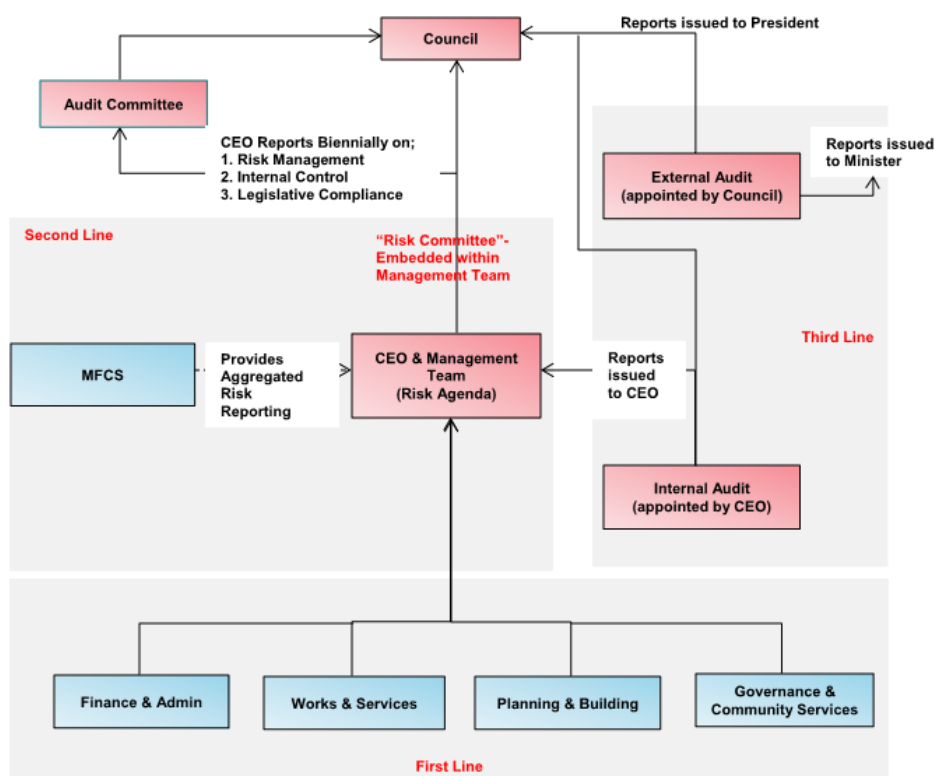 Reports issued to President
Council
Audit Committee
CEO Reports Biennially on;
1. Risk Management
2. Internal Control
3. Legislative Compliance
Reports issued
to Minister
External Audit
(appointed by Council)
Second Line
“Risk Committee”-
Embedded within
Management Team
Third Line
MFCS
Provides
Aggregated
Risk
Reporting
CEO & Management
Team
(Risk Agenda)
Reports
issued
to CEO
Internal Audit
(appointed by CEO)
Finance & Admin
Works & Services
Planning & Building
Governance &
Community Services
First Line